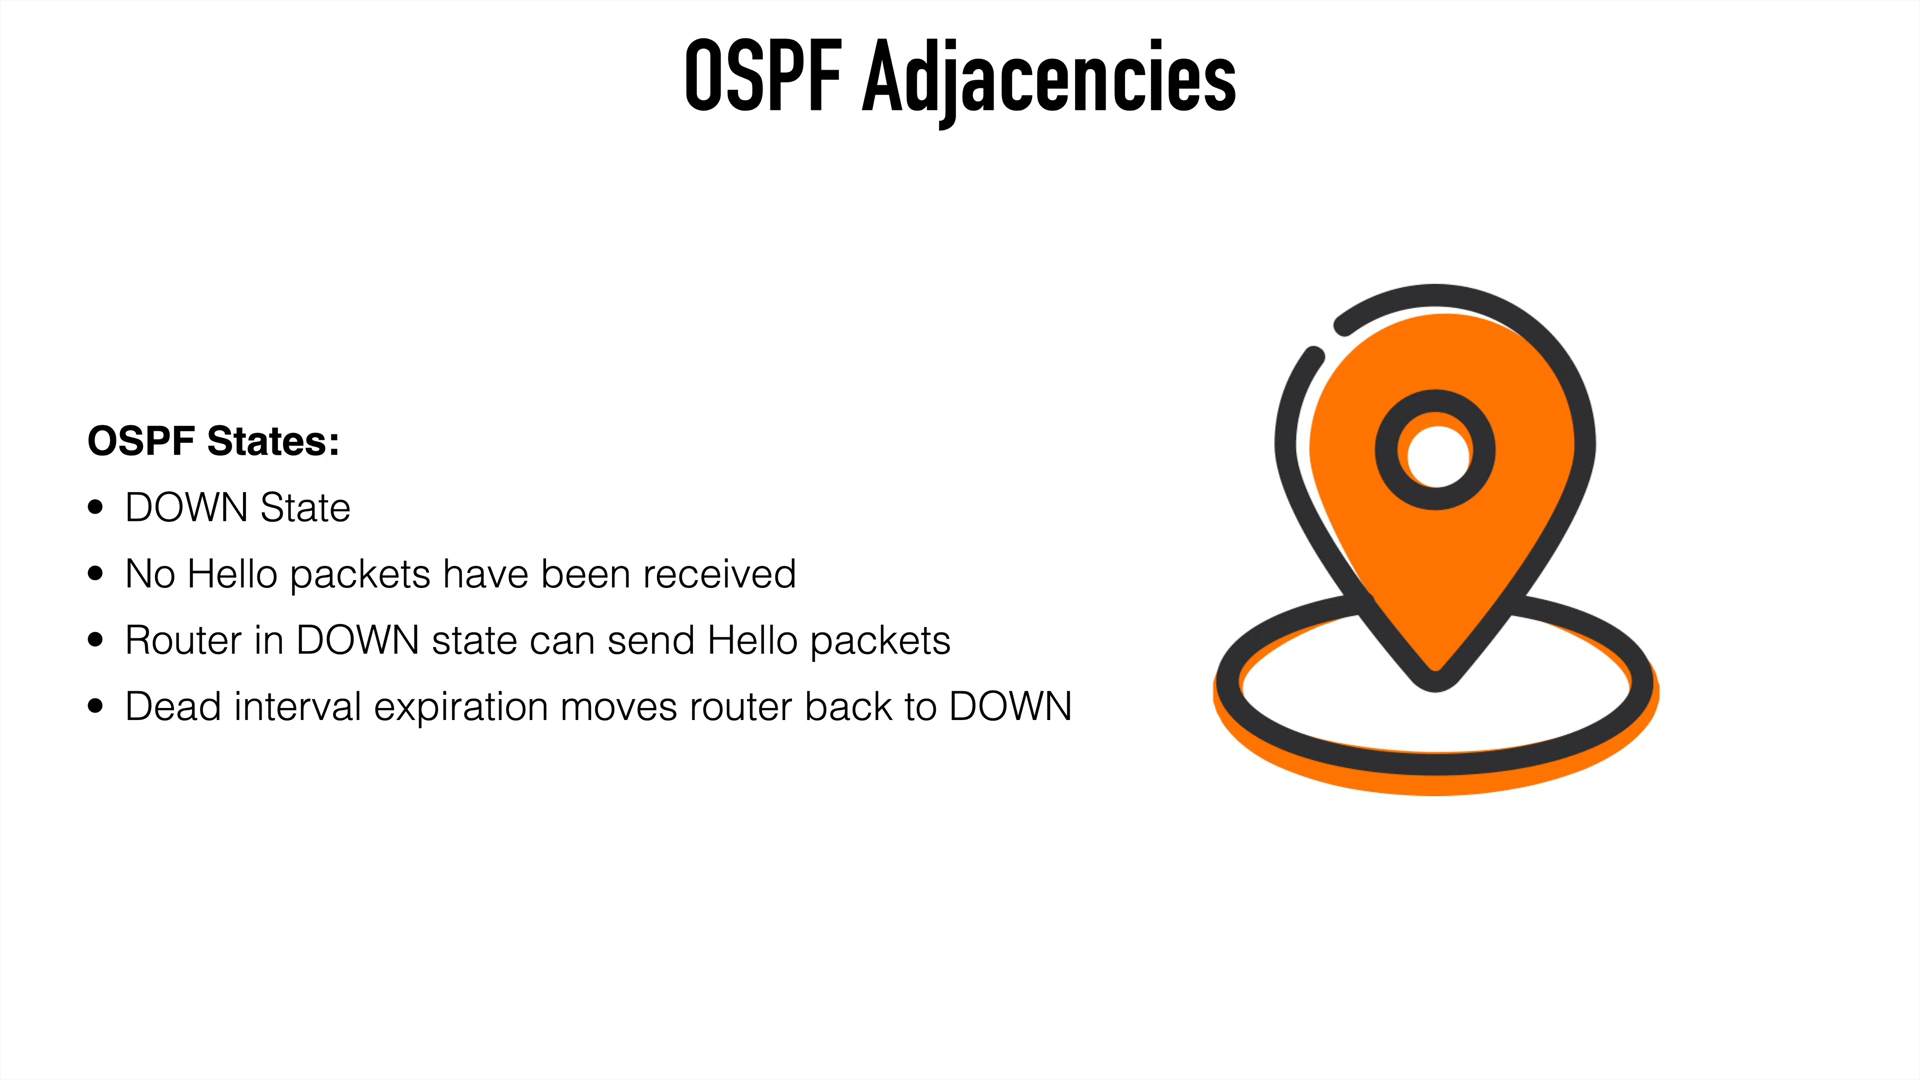 OSPF Adjacencies
OSPF States:
• DOWN State
• No Hello packets have been received
• Router in DOWN state can send Hello packets
• Dead interval expiration moves router back to DOWN